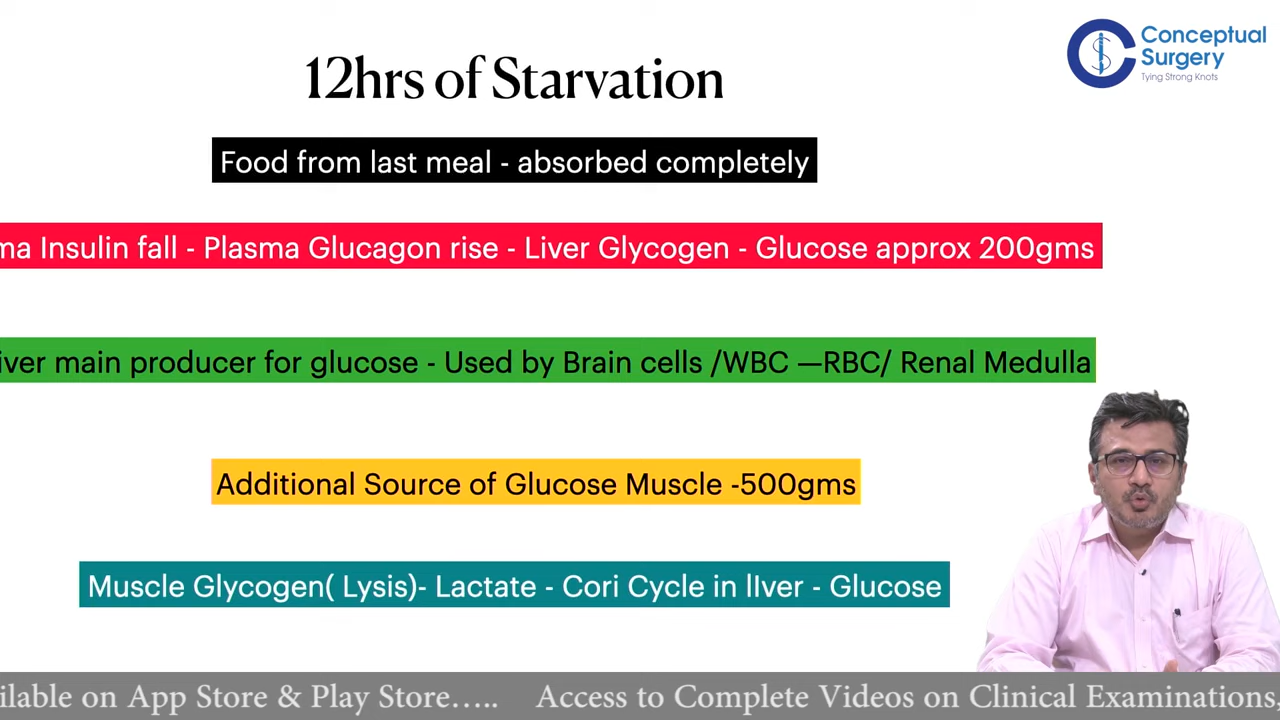 Conceptual
Surgery
Tying Strong Knots
12hrs of Starvation
Food from last meal - absorbed completely
ma Insulin fall - Plasma Glucagon rise - Liver Glycogen - Glucose approx 200gms
iver main producer for glucose - Used by Brain cells /WBC —RBC/ Renal Medulla
Additional Source of Glucose Muscle -500gms
Muscle Glycogen( Lysis)- Lactate - Cori Cycle in lIver - Glucose
ilable on App Store & Play Store..... Access to Complete Videos on Clinical Examinations,